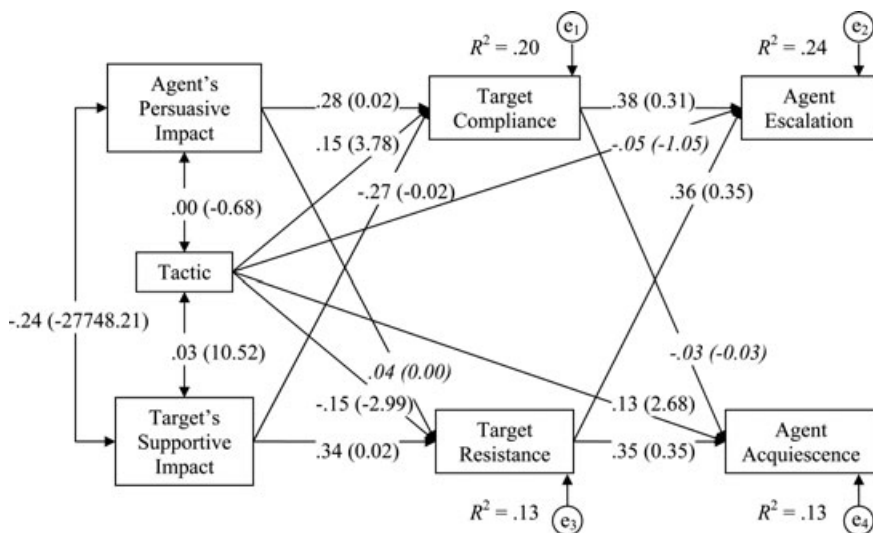 e1
e2
R² = .20
R² = .24
Agent's
Persuasive
Impact
.28 (0.02)
Target
Compliance
.38 (0.31)
Agent
Escalation
.15 (3.78)
-.05 (-1.05)
-.27 (-0.02)
.36 (0.35)
.00 (-0.68)
Tactic
-.24 (-27748.21)
.03 (10.52)
.04 (0.00)
-.03 (-0.03)
-.15 (-2.99)
.13 (2.68)
Target's
Supportive
Impact
.34 (0.02)
Target
Resistance
.35 (0.35)
Agent
Acquiescence
R² = .13
e3
R² = .13
e4